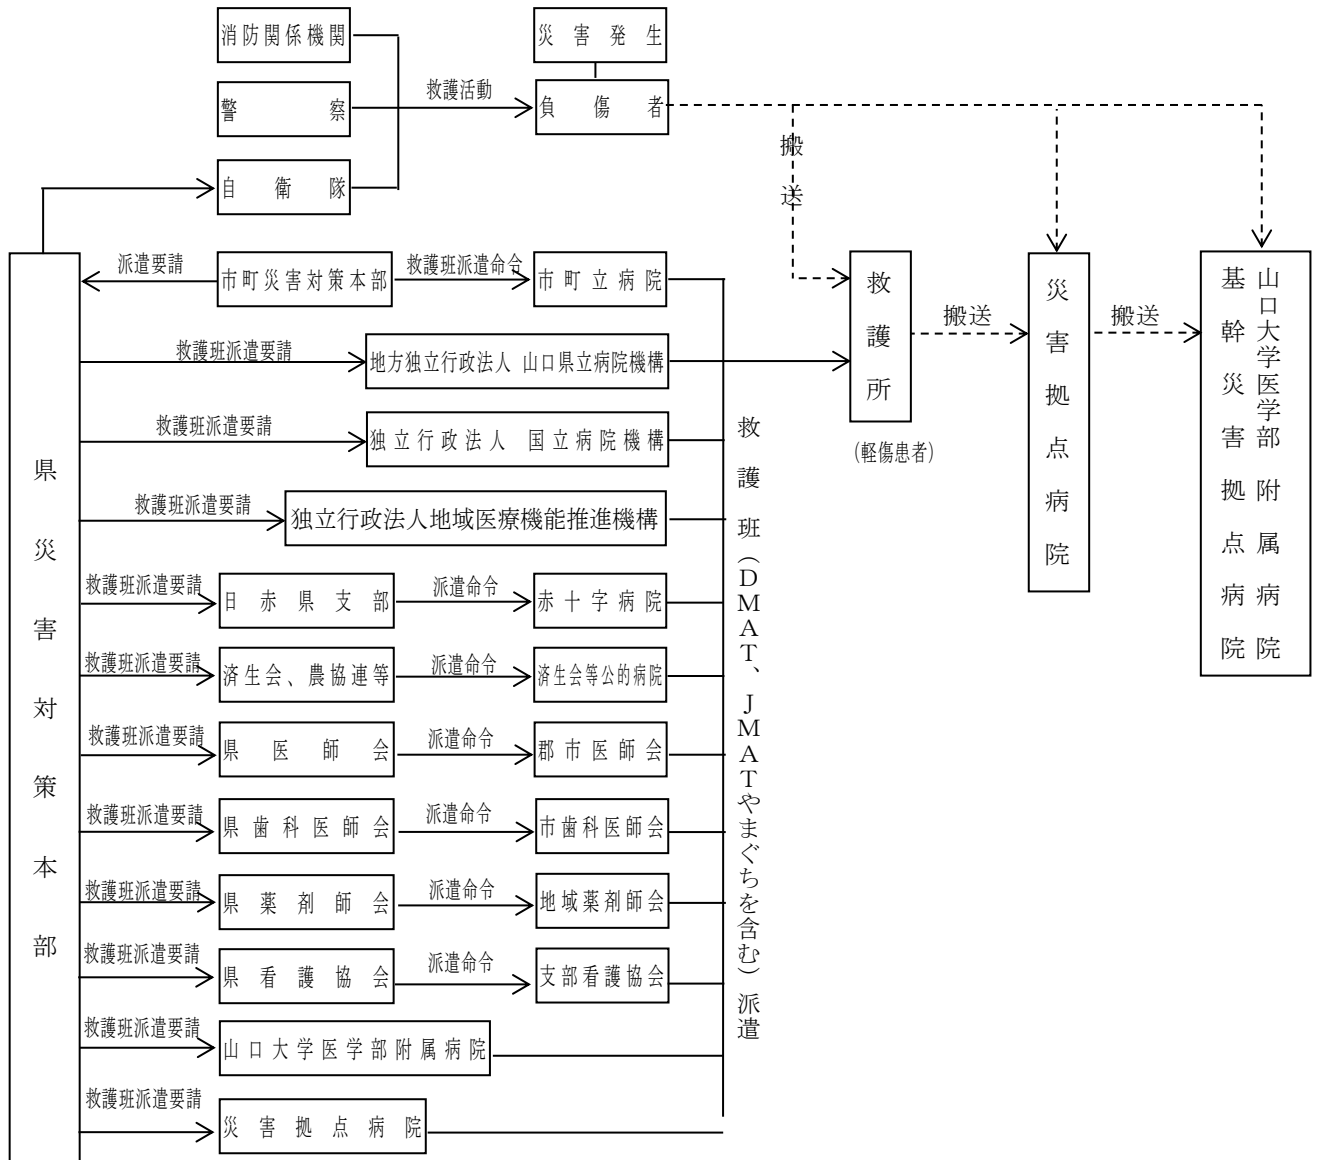 消防関係機関
災害発生
警察
救護活動
負傷者
自衛隊
搬送
派遣要請
市町災害対策本部
救護班派遣命令
市町立病院
救護班派遣要請
地方独立行政法人 山口県立病院機構
救護班派遣要請
独立行政法人 国立病院機構
救護班派遣要請
独立行政法人地域医療機能推進機構
救護班派遣要請
日赤県支部
派遣命令
赤十字病院
救護班派遣要請
済生会、農協連等
派遣命令
済生会等公的病院
救護班派遣要請
県医師会
派遣命令
郡市医師会
救護班派遣要請
県歯科医師会
派遣命令
市歯科医師会
救護班派遣要請
県薬剤師会
派遣命令
地域薬剤師会
救護班派遣要請
県看護協会
派遣命令
支部看護協会
救護班派遣要請
山口大学医学部附属病院
救護班派遣要請
災害拠点病院
県災害対策本部
救護班(DMAT、JMATやまぐちを含む)派遣
救護所
(軽傷患者)
搬送
災害拠点病院
搬送
山口大学医学部附属病院
基幹災害拠点病院